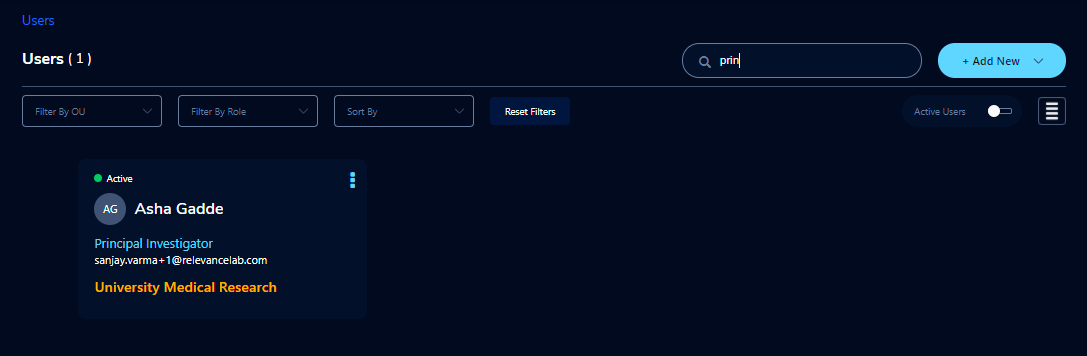 Users
Users ( 1 )
prin
+ Add New
Filter By OU
Filter By Role
Sort By
Reset Filters
Active Users
Active
AG
Asha Gadde
Principal Investigator
sanjay.varma+1@relevancelab.com
University Medical Research